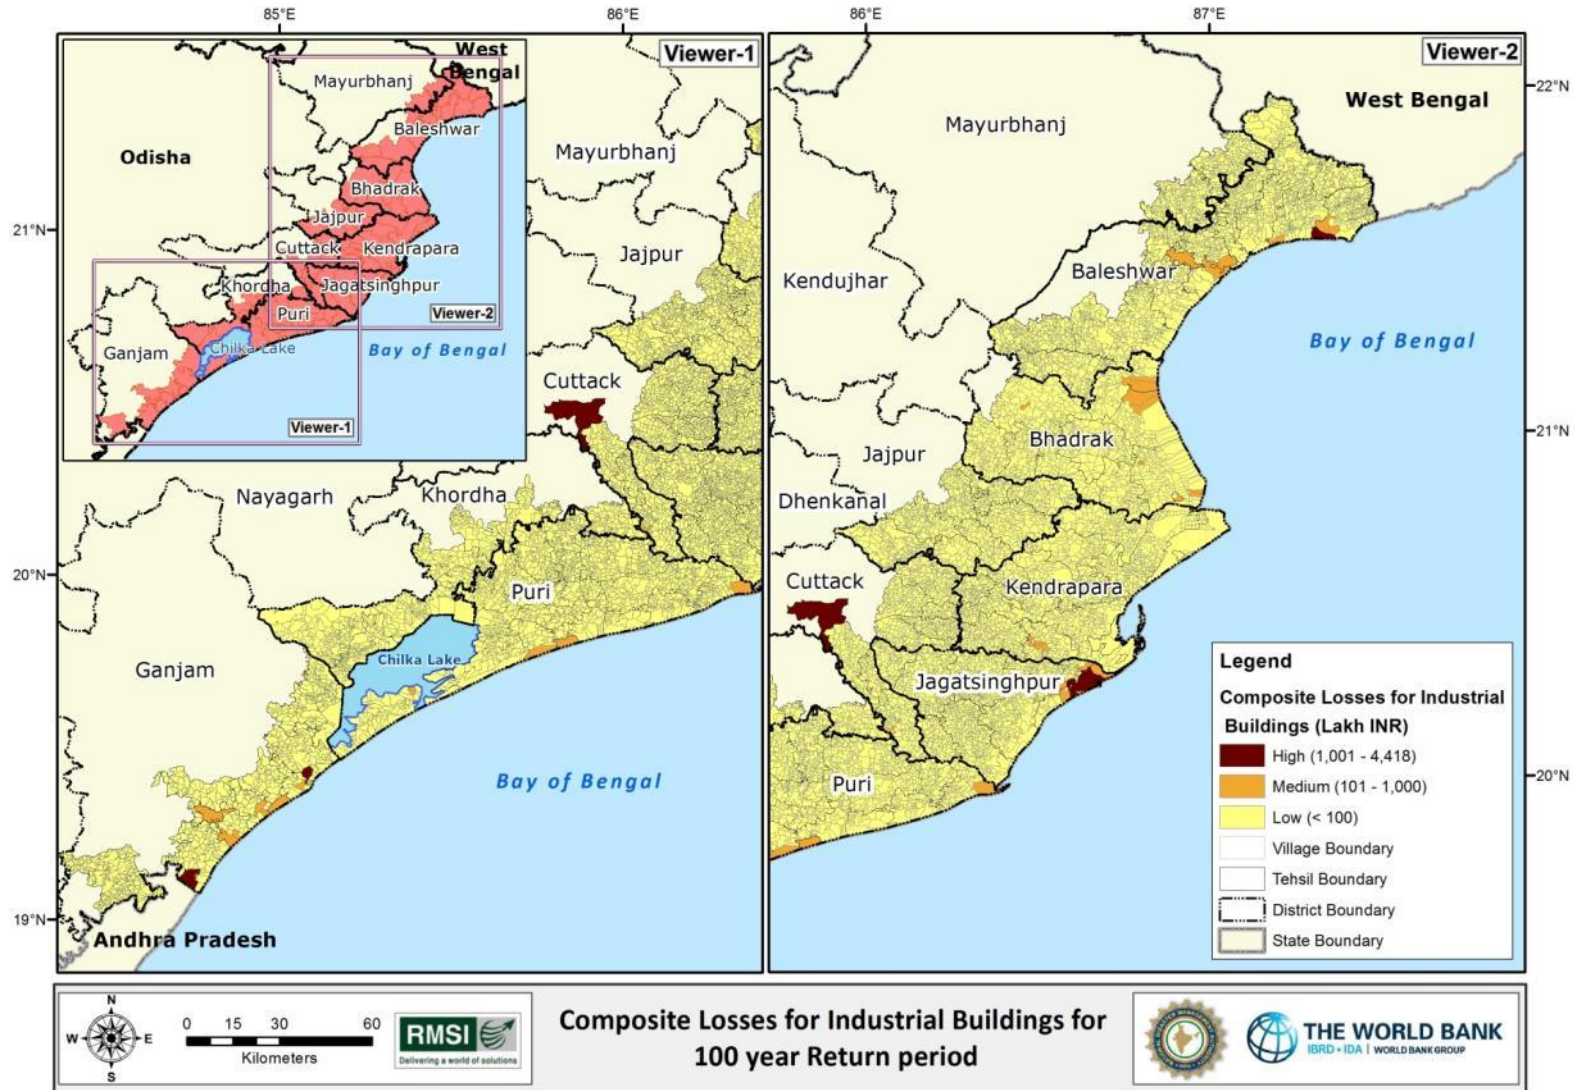 85°E
86°E
86°E
87°E
Viewer-1
West
Bengal
Mayurbhanj
Baleshwar
Odisha
Bhadrak
Jajpur
Cuttack
Kendrapara
Khordha
Jagatsinghpur
Puri
Viewer-2
Ganjam
Chilka Lake
Bay of Bengal
Viewer-1
Mayurbhanj
Jajpur
Cuttack
Nayagarh
Khordha
Puri
Chilka Lake
Ganjam
Bay of Bengal
Andhra Pradesh
21°N
20°N
19°N
Viewer-2
West Bengal
Mayurbhanj
Kendujhar
Baleshwar
Bay of Bengal
Bhadrak
Jajpur
Dhenkanal
Cuttack
Kendrapara
Jagatsinghpur
Puri
22°N
21°N
20°N
Legend
Composite Losses for Industrial
Buildings (Lakh INR)
High (1,001 - 4,418)
Medium (101 - 1,000)
Low (< 100)
Village Boundary
Tehsil Boundary
District Boundary
State Boundary
N
W
E
S
0 15 30 60
Kilometers
RMSI
Delivering a world of solutions
Composite Losses for Industrial Buildings for
100 year Return period
THE WORLD BANK
IBRD • IDA | WORLD BANK GROUP